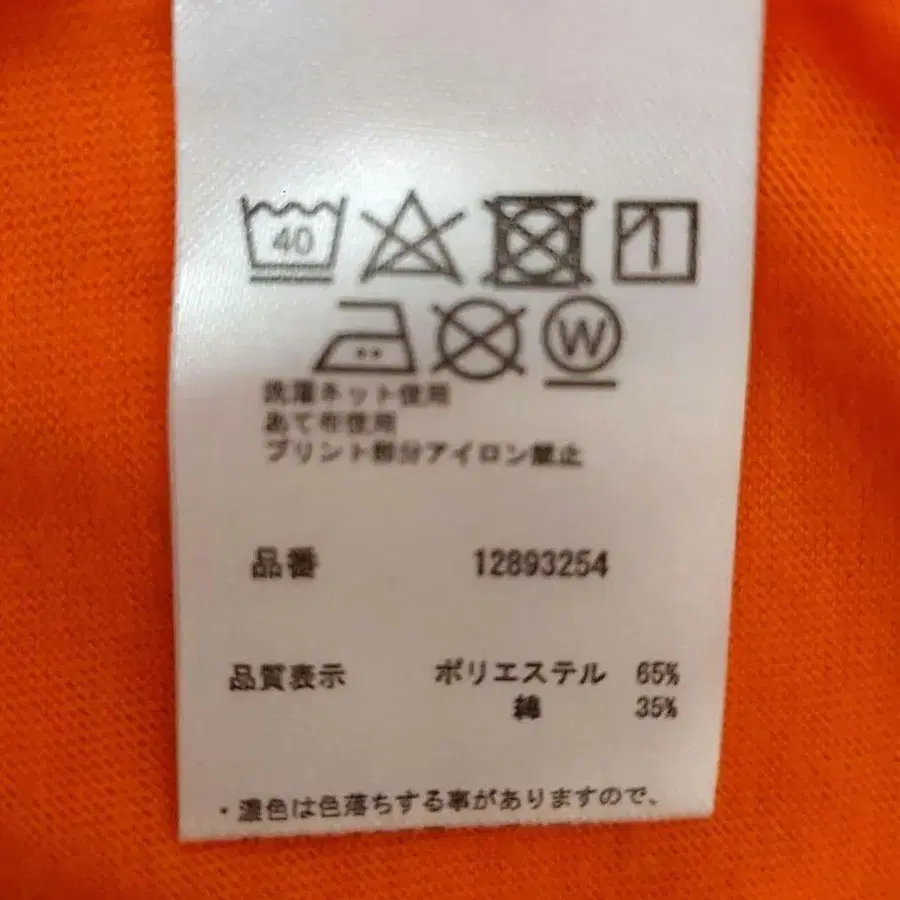 40
W
洗濯ネット使用
あて布使用
プリント部分アイロン禁止
品番 12893254
品質表示 ポリエステル 65%
綿 35%
・濃色は色落ちする事がありますので、